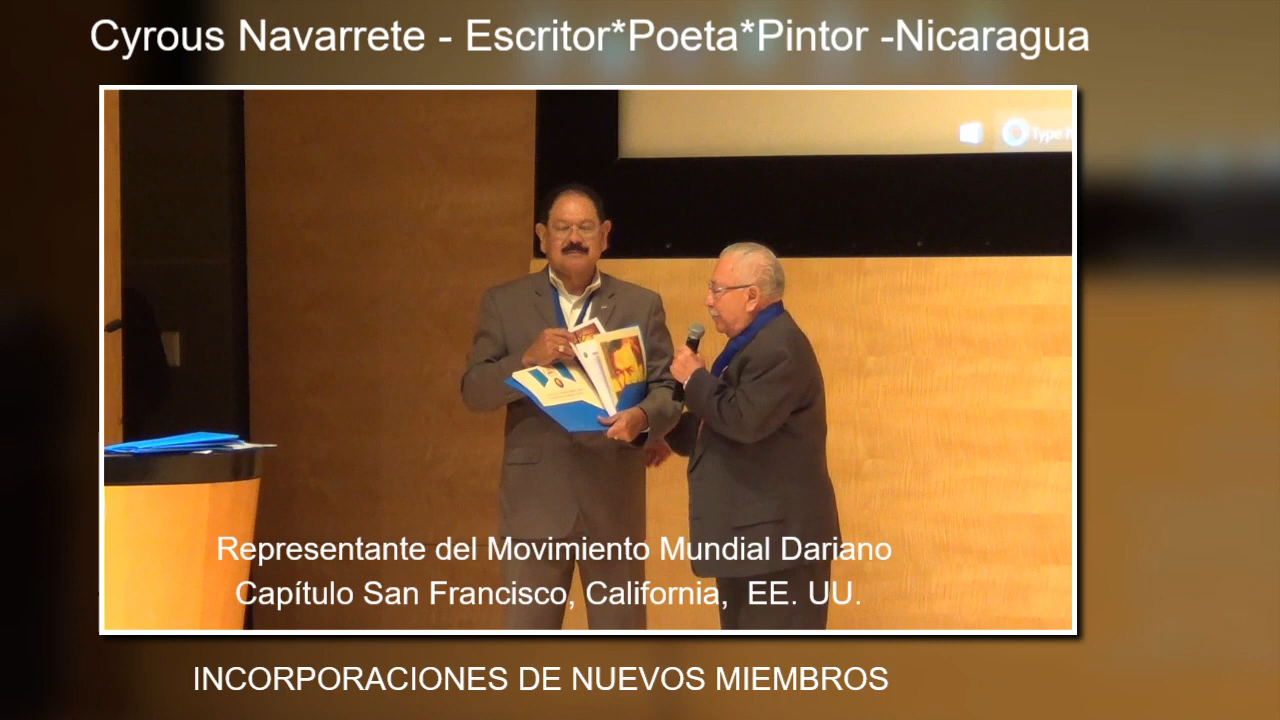 Cyrous Navarrete - Escritor*Poeta*Pintor -Nicaragua
Type
Representante del Movimiento Mundial Dariano
Capítulo San Francisco, California, EE. UU.
INCORPORACIONES DE NUEVOS MIEMBROS